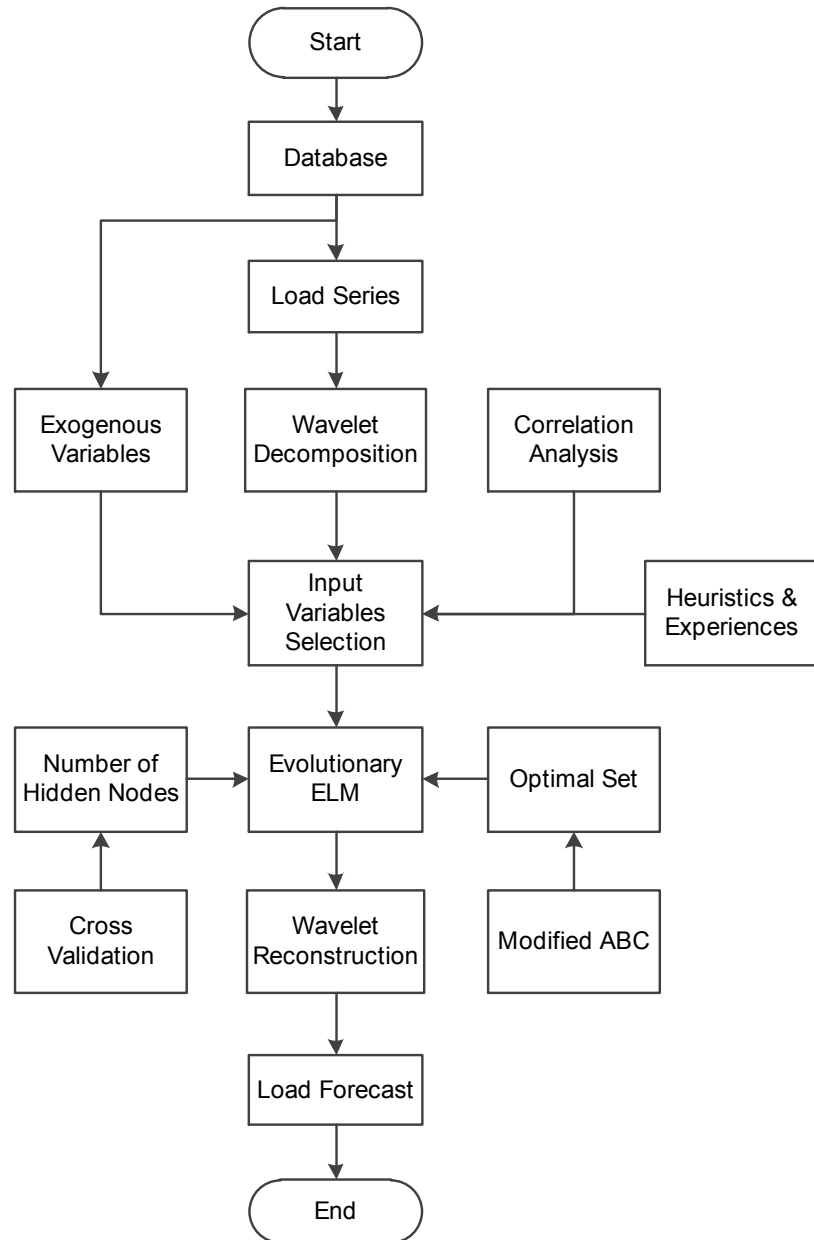 Start
Database
Load Series
Exogenous
Variables
Wavelet
Decomposition
Correlation
Analysis
Input
Variables
Selection
Heuristics &
Experiences
Number of
Hidden Nodes
Evolutionary
ELM
Optimal Set
Cross
Validation
Wavelet
Reconstruction
Modified ABC
Load Forecast
End